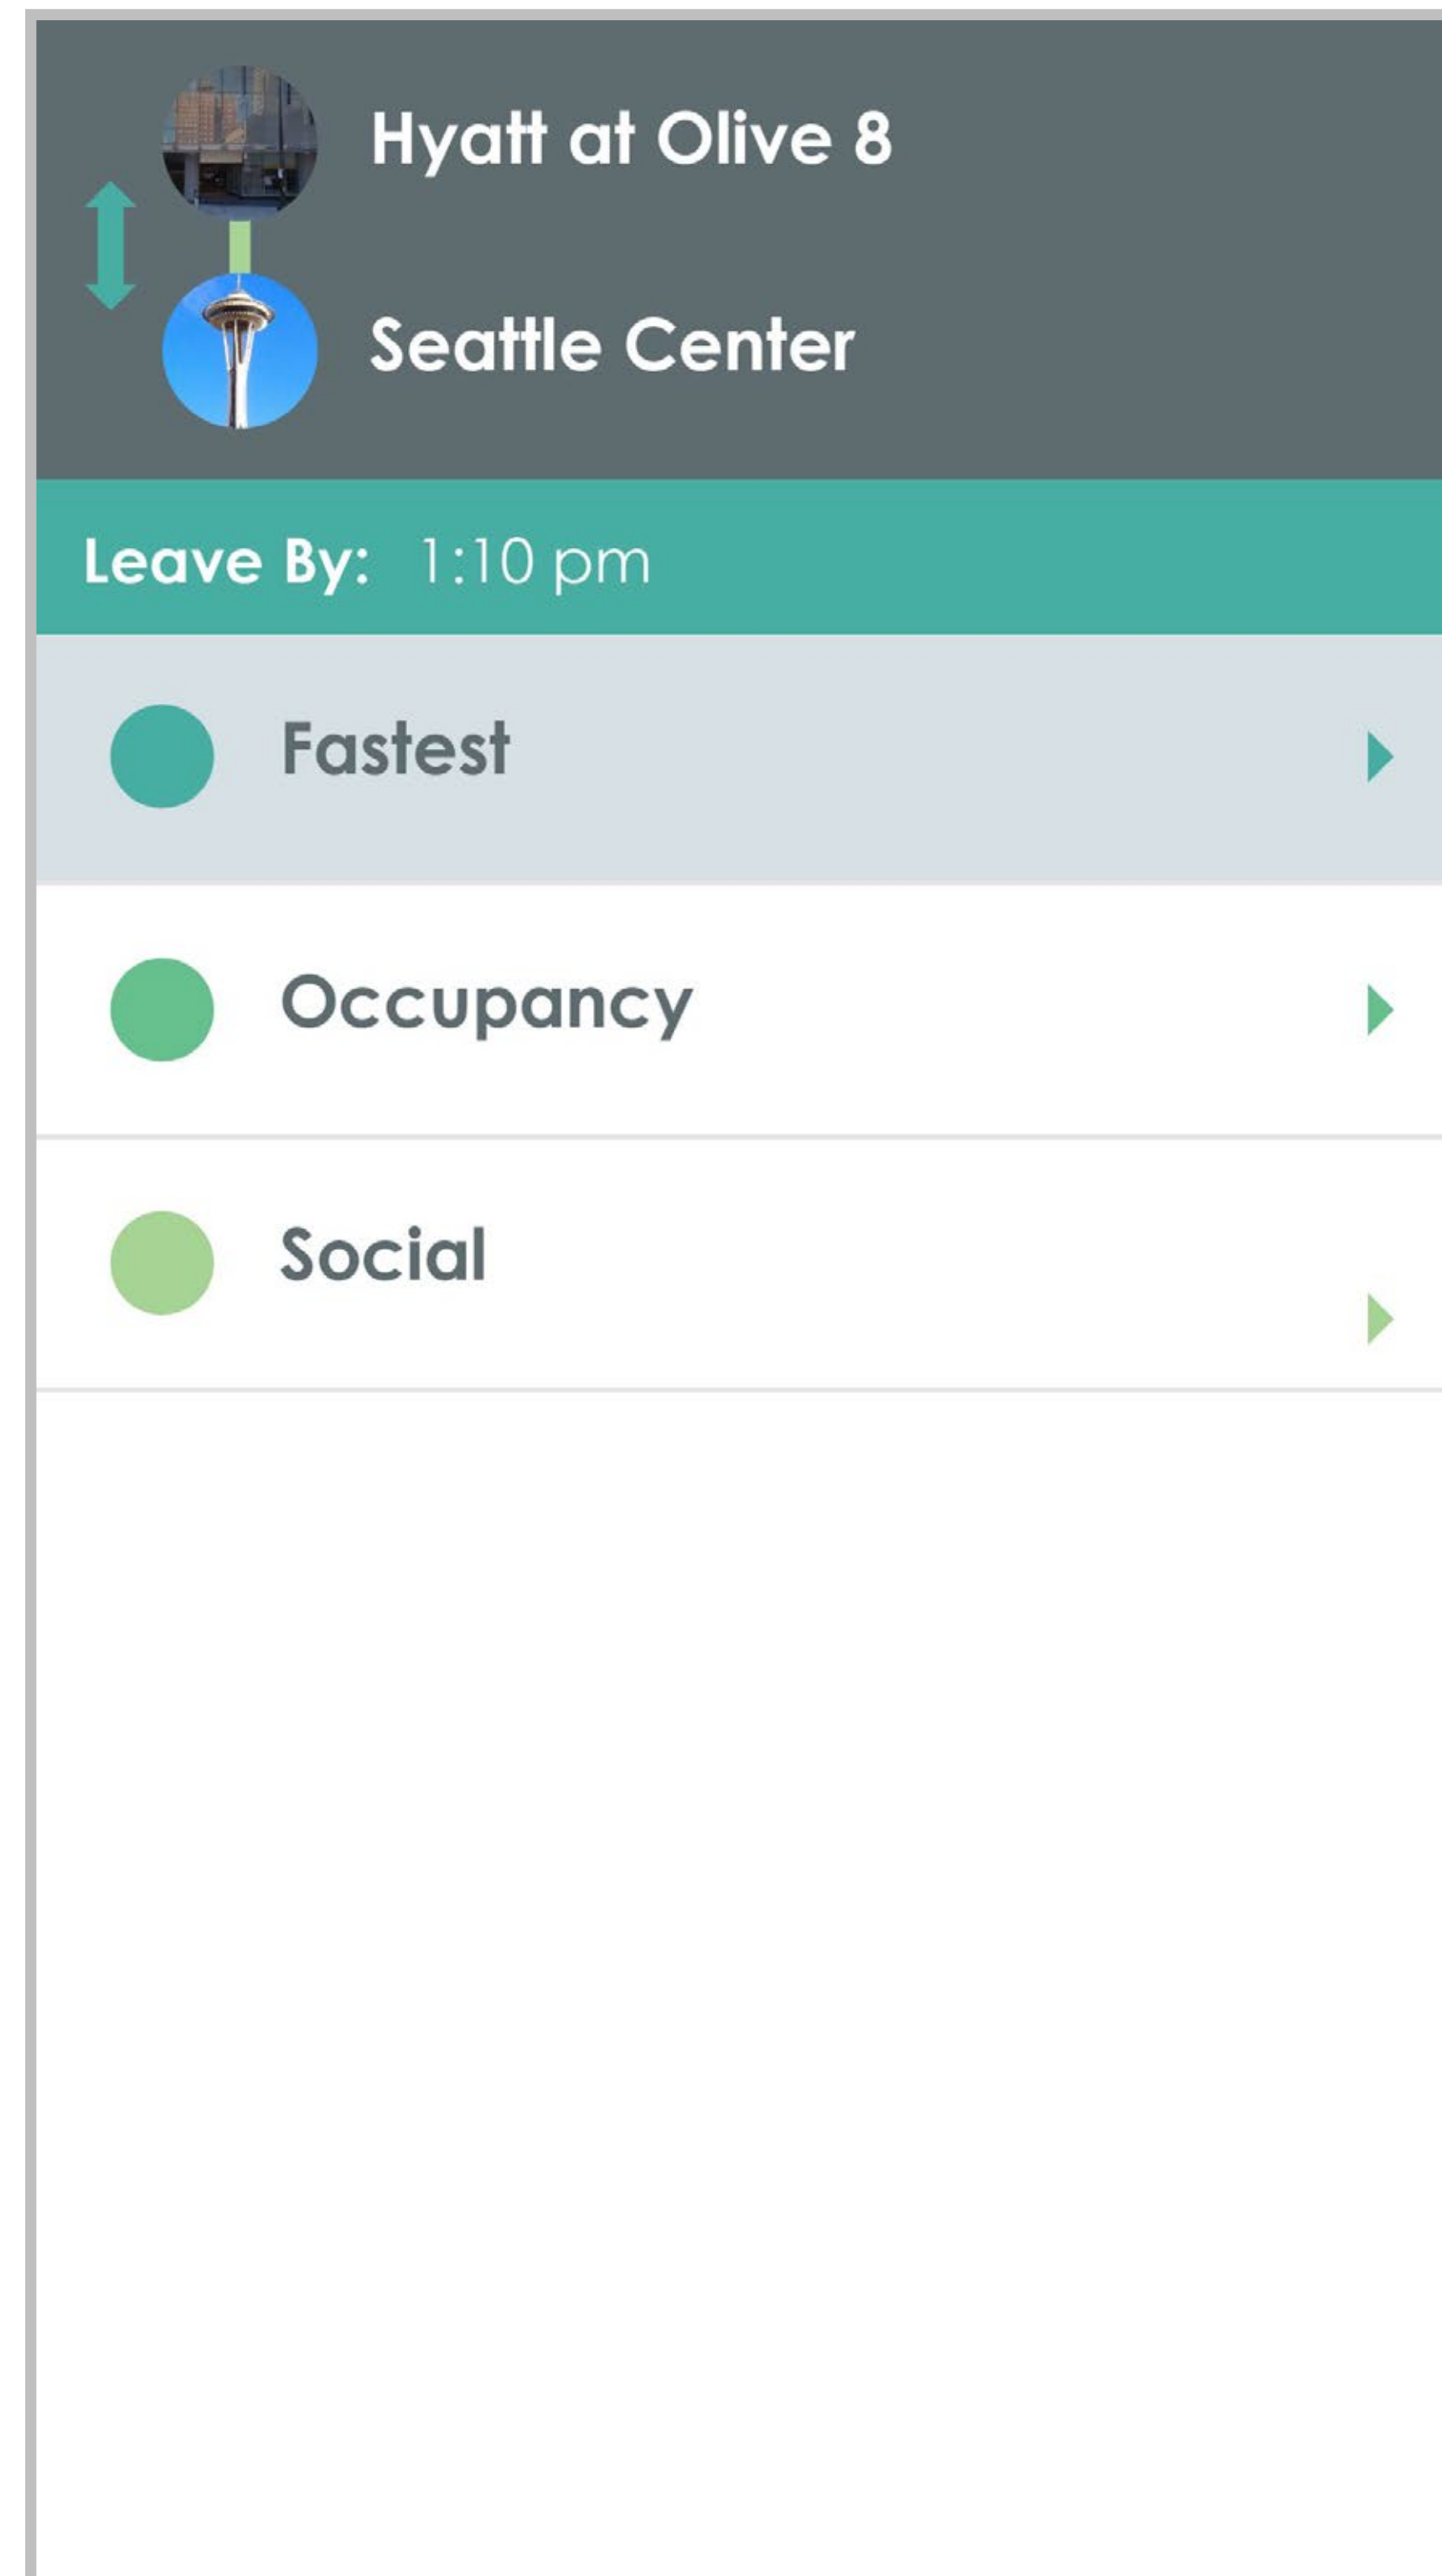 Hyatt at Olive 8
Seattle Center
Leave By: 1:10 pm
Fastest
Occupancy
Social